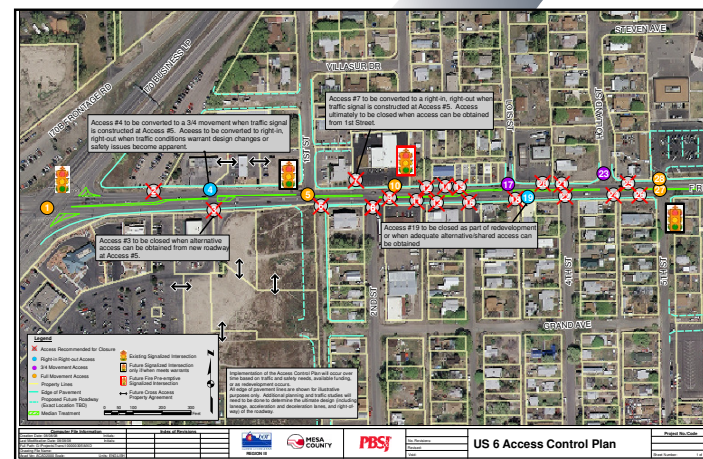 STEVEN AVE
VILLASUR DR
I-70 FRONTAGE RD
I-70 BUSINESS LP
1ST ST
Access #4 to be converted to a 3/4 movement when traffic signal
is constructed at Access #5. Access to be converted to right-in,
right-out when traffic conditions warrant design changes or
safety issues become apparent.
Access #7 to be converted to a right-in, right-out when
traffic signal is constructed at Access #5. Access
ultimately to be closed when access can be obtained
from 1st Street.
1
4
5
10
17
19
23
27
F R
Access #3 to be closed when alternative
access can be obtained from new roadway
at Access #5.
Access #19 to be closed as part of redevelopment
or when adequate alternative/shared access can
be obtained
2ND ST
4TH ST
5TH ST
GRAND AVE
Legend
Access Recommended for Closure
Right-in Right-out Access
3/4 Movement Access
Full Movement Access
Property Lines
Edge of Pavement
Proposed Future Roadway
(Exact Location TBD)
Median Treatment
Existing Signalized Intersection
Future Signalized Intersection
only if/when meets warrants
Future Fire Pre-emptive
Signalized Intersection
Future Cross Access
Property Agreement
Implementation of the Access Control Plan will occur over
time based on traffic and safety needs, available funding,
or as redevelopment occurs.
All edge of pavement lines are for illustrative
purposes only. Additional planning and traffic studies will
need to be done to determine the ultimate design (including
laneage, acceleration and deceleration lanes, and right-of-
way) of the roadway.
Computer File Information
Index of Revisions
REGION III
MESA
COUNTY
PBSJ
No Revisions:
Revised:
Void:
US 6 Access Control Plan
Project No./Code
Sheet Number